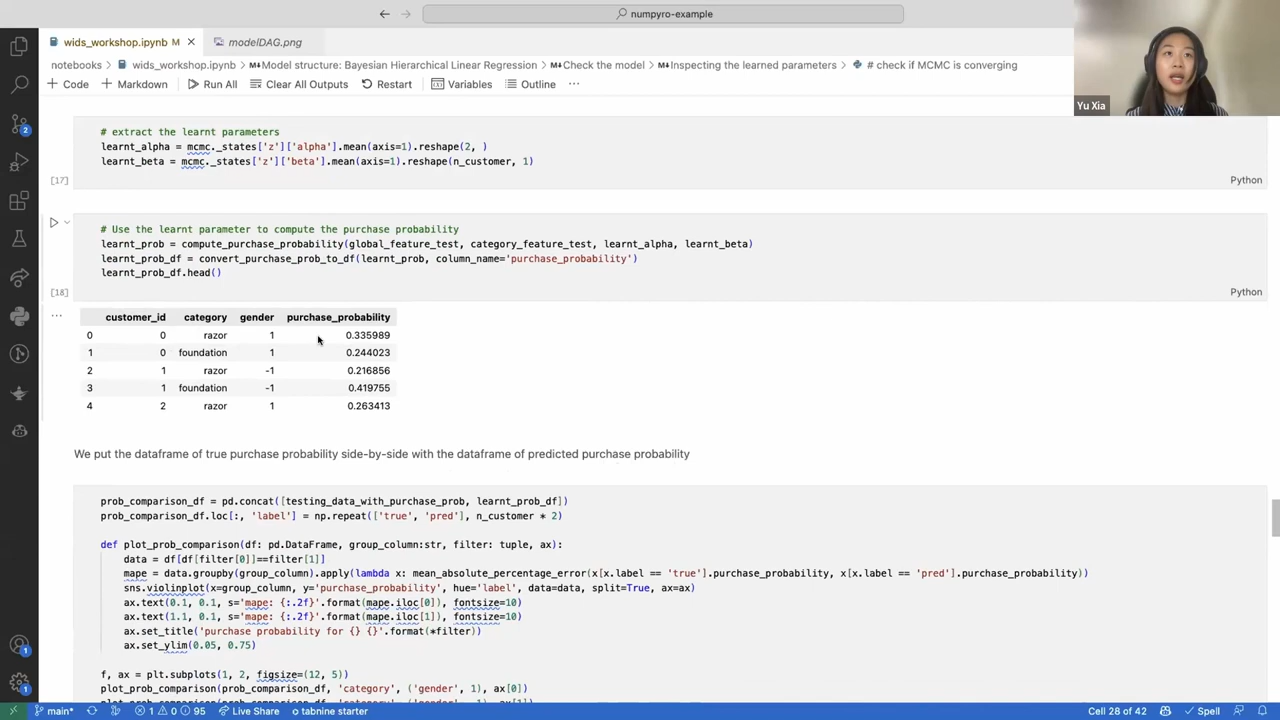 numpyro-example
wids_workshop.ipynb M
modelDAG.png
notebooks > wids_workshop.ipynb > Model structure: Bayesian Hierarchical Linear Regression > Check the model > Inspecting the learned parameters > # check if MCMC is converging
+ Code + Markdown Run All Clear All Outputs Restart Variables Outline ...
Yu Xia
# extract the learnt parameters
learnt_alpha = mcmc._states['z']['alpha'].mean(axis=1).reshape(2, )
learnt_beta = mcmc._states['z']['beta'].mean(axis=1).reshape(n_customer, 1)
[17]
Python
# Use the learnt parameter to compute the purchase probability
learnt_prob = compute_purchase_probability(global_feature_test, category_feature_test, learnt_alpha, learnt_beta)
learnt_prob_df = convert_purchase_prob_to_df(learnt_prob, column_name='purchase_probability')
learnt_prob_df.head()
[18]
Python
...
customer_id category gender purchase_probability
0 0 razor 1 0.335989
1 0 foundation 1 0.244023
2 1 razor -1 0.216856
3 1 foundation -1 0.419755
4 2 razor 1 0.263413
We put the dataframe of true purchase probability side-by-side with the dataframe of predicted purchase probability
prob_comparison_df = pd.concat([testing_data_with_purchase_prob, learnt_prob_df])
prob_comparison_df.loc[:, 'label'] = np.repeat(['true', 'pred'], n_customer * 2)
def plot_prob_comparison(df: pd.DataFrame, group_column:str, filter: tuple, ax):
data = df[df[filter[0]]==filter[1]]
mape = data.groupby(group_column).apply(lambda x: mean_absolute_percentage_error(x[x.label == 'true'].purchase_probability, x[x.label == 'pred'].purchase_probability))
sns.violinplot(x=group_column, y='purchase_probability', hue='label', data=data, split=True, ax=ax)
ax.text(0.1, 0.1, s='mape: {:.2f}'.format(mape.iloc[0]), fontsize=10)
ax.text(1.1, 0.1, s='mape: {:.2f}'.format(mape.iloc[1]), fontsize=10)
ax.set_title('purchase probability for {} {}'.format(*filter))
ax.set_ylim(0.05, 0.75)
f, ax = plt.subplots(1, 2, figsize=(12, 5))
plot_prob_comparison(prob_comparison_df, 'category', ('gender', 1), ax[0])
main* 1 0 95 Live Share tabnine starter Cell 28 of 42 Spell